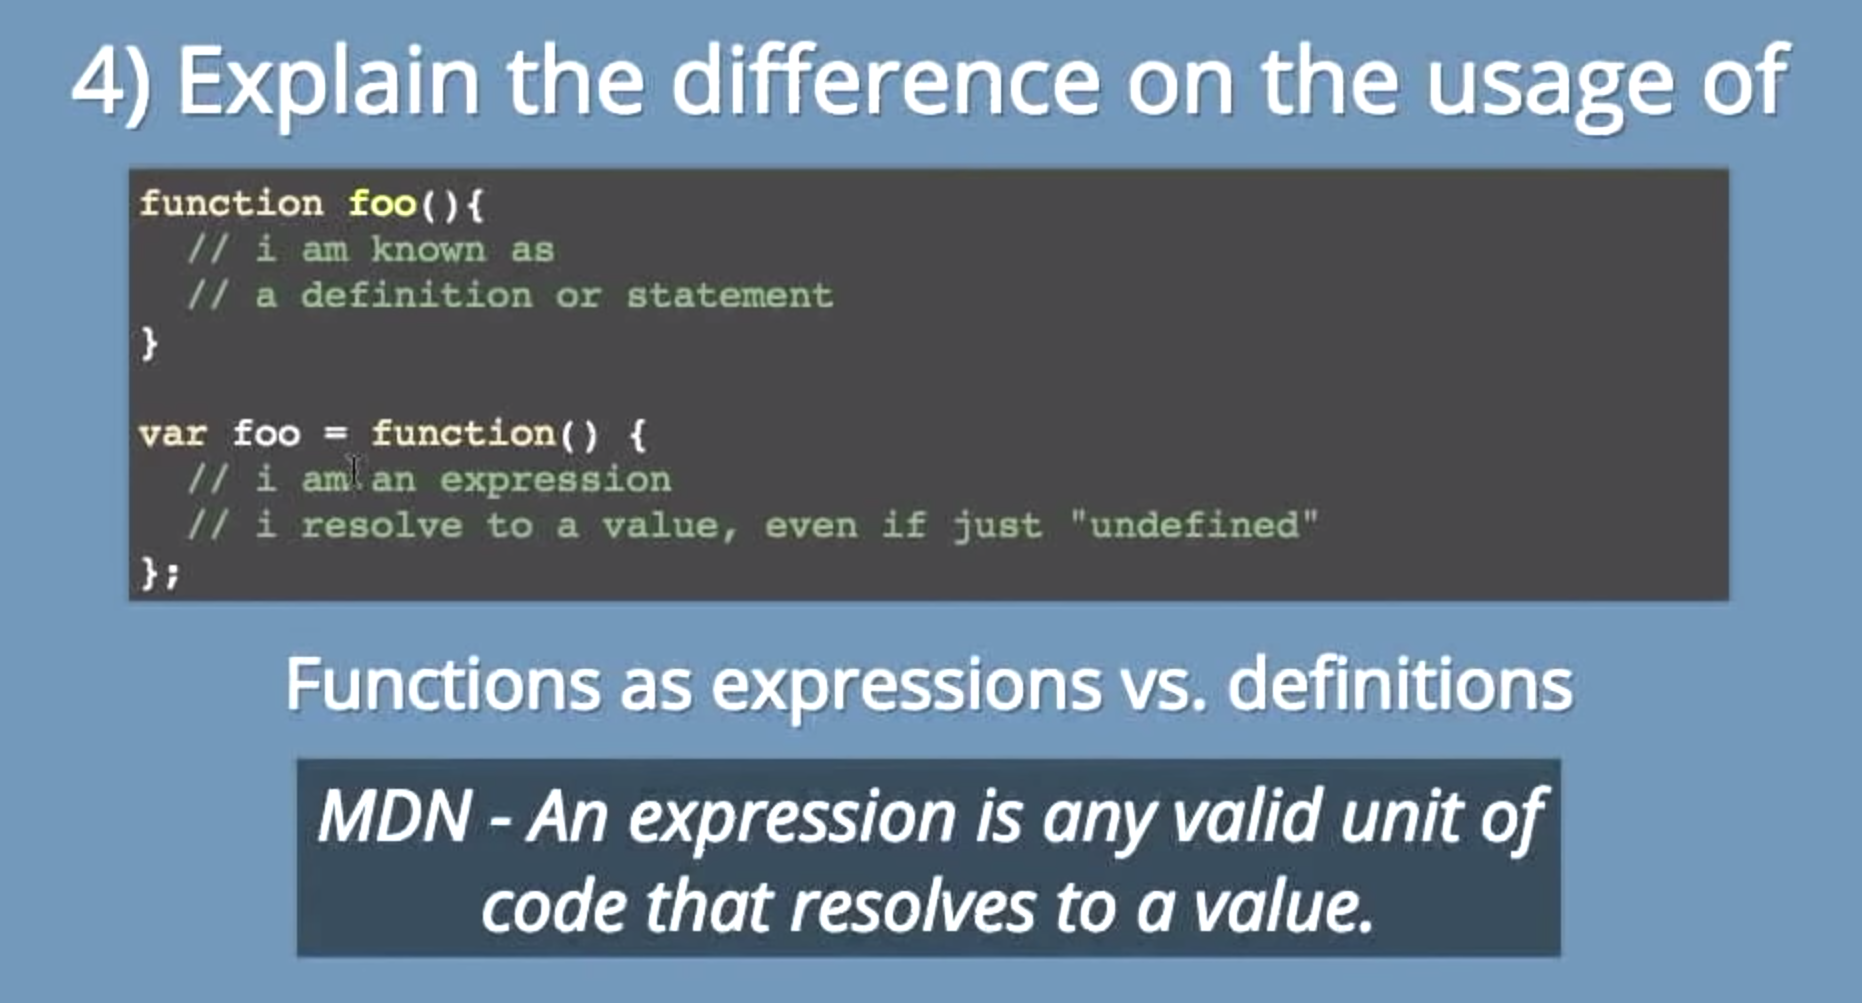 4) Explain the difference on the usage of
function foo(){
  // i am known as
  // a definition or statement
}
var foo = function() {
  // i am an expression
  // i resolve to a value, even if just "undefined"
};
Functions as expressions vs. definitions
MDN - An expression is any valid unit of
code that resolves to a value.